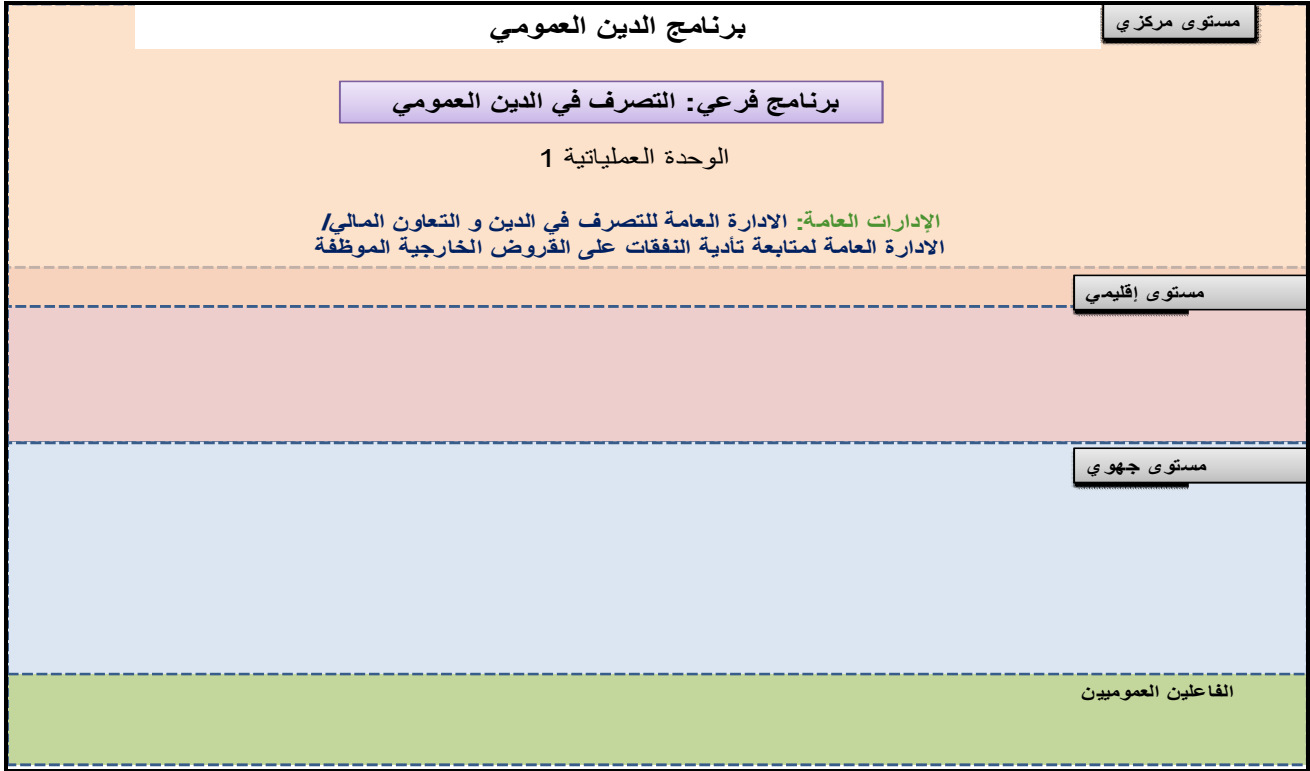 مستوى مركزي
برنامج الدين العمومي
برنامج فرعي: التصرف في الدين العمومي
الوحدة العملياتية 1
الإدارات العامة: الادارة العامة للتصرف في الدين و التعاون المالي/
الادارة العامة لمتابعة تأدية النفقات على القروض الخارجية الموظفة
مستوى إقليمي
مستوى جهوي
الفاعلين العموميين